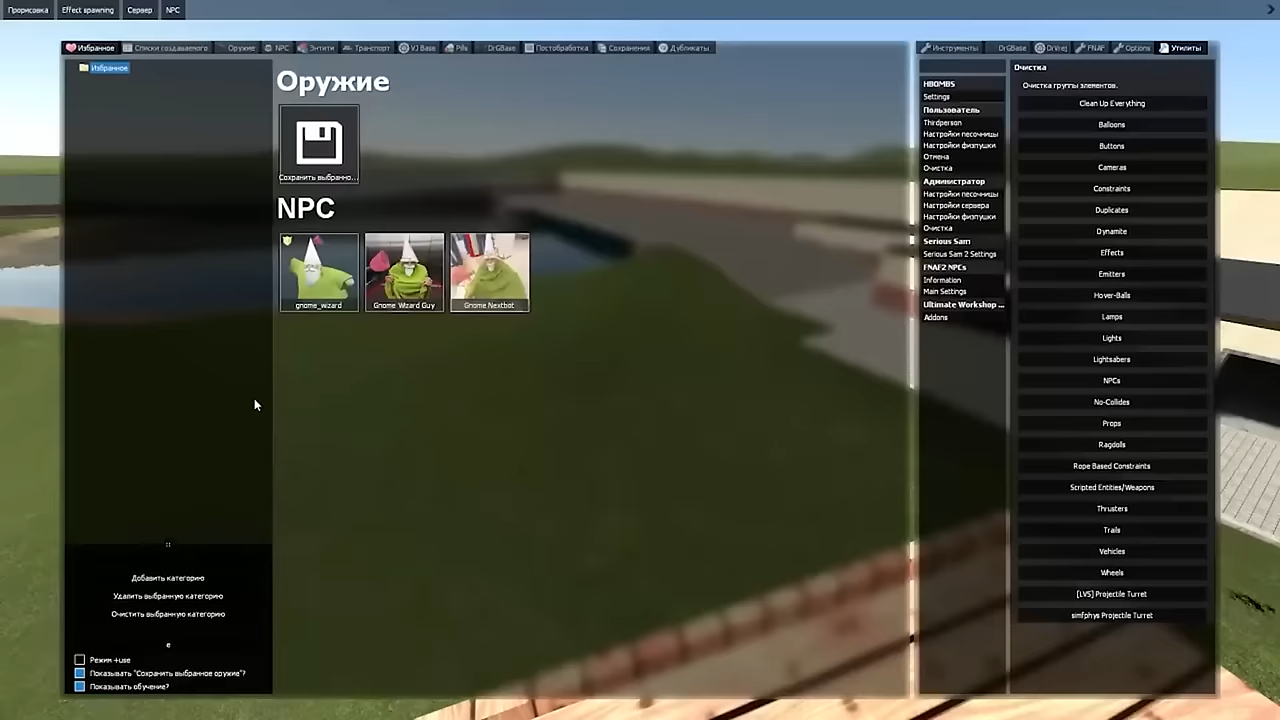 Прорисовка
Effect spawning
Сервер
NPC
Избранное
Списки создаваемого
Оружие
NPC
Энтити
Транспорт
VJ Base
Pills
DrGBase
Постобработка
Сохранения
Дубликаты
Избранное
Оружие
Сохранить выбранно...
NPC
gnome_wizard
Gnome Wizard Guy
Gnome Nextbot
Добавить категорию
Удалить выбранную категорию
Очистить выбранную категорию
e
Режим +use
Показывать "Сохранить выбранное оружие"?
Показывать обучение?
Инструменты
DrGBase
DrVrej
FNAF
Options
Утилиты
HBOMBS
Settings
Пользователь
Thirdperson
Настройки песочницы
Настройки физпушки
Отмена
Очистка
Администратор
Настройки песочницы
Настройки сервера
Настройки физпушки
Очистка
Serious Sam
Serious Sam 2 Settings
FNAF2 NPCs
Information
Main Settings
Ultimate Workshop ...
Addons
Очистка
Очистка группы элементов.
Clean Up Everything
Balloons
Buttons
Cameras
Constraints
Duplicates
Dynamite
Effects
Emitters
Hover-Balls
Lamps
Lights
Lightsabers
NPCs
No-Collides
Props
Ragdolls
Rope Based Constraints
Scripted Entities/Weapons
Thrusters
Trails
Vehicles
Wheels
[LVS] Projectile Turret
simfphys Projectile Turret